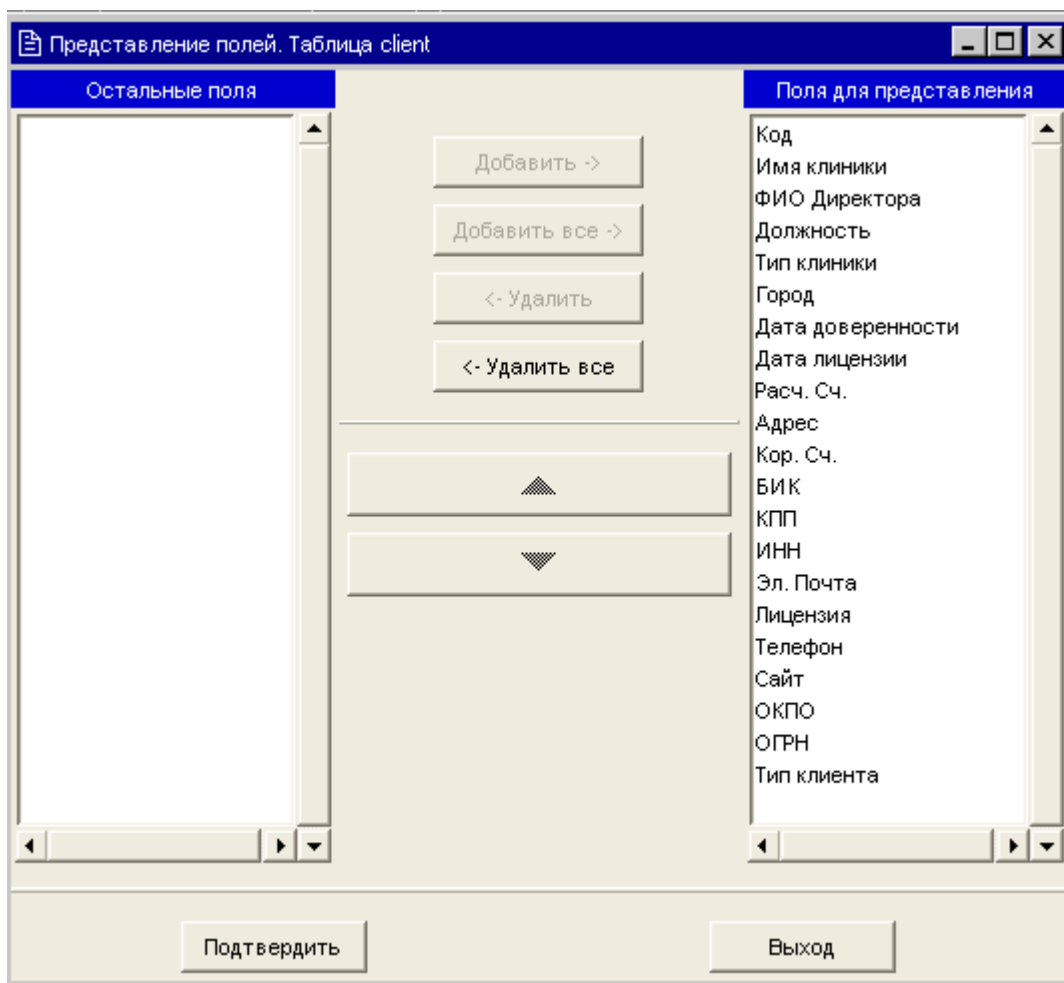 Представление полей. Таблица client
Остальные поля
Поля для представления
Добавить ->
Добавить все ->
<- Удалить
<- Удалить все
Код
Имя клиники
ФИО Директора
Должность
Тип клиники
Город
Дата доверенности
Дата лицензии
Расч. Сч.
Адрес
Кор. Сч.
БИК
КПП
ИНН
Эл. Почта
Лицензия
Телефон
Сайт
ОКПО
ОГРН
Тип клиента
Подтвердить
Выход